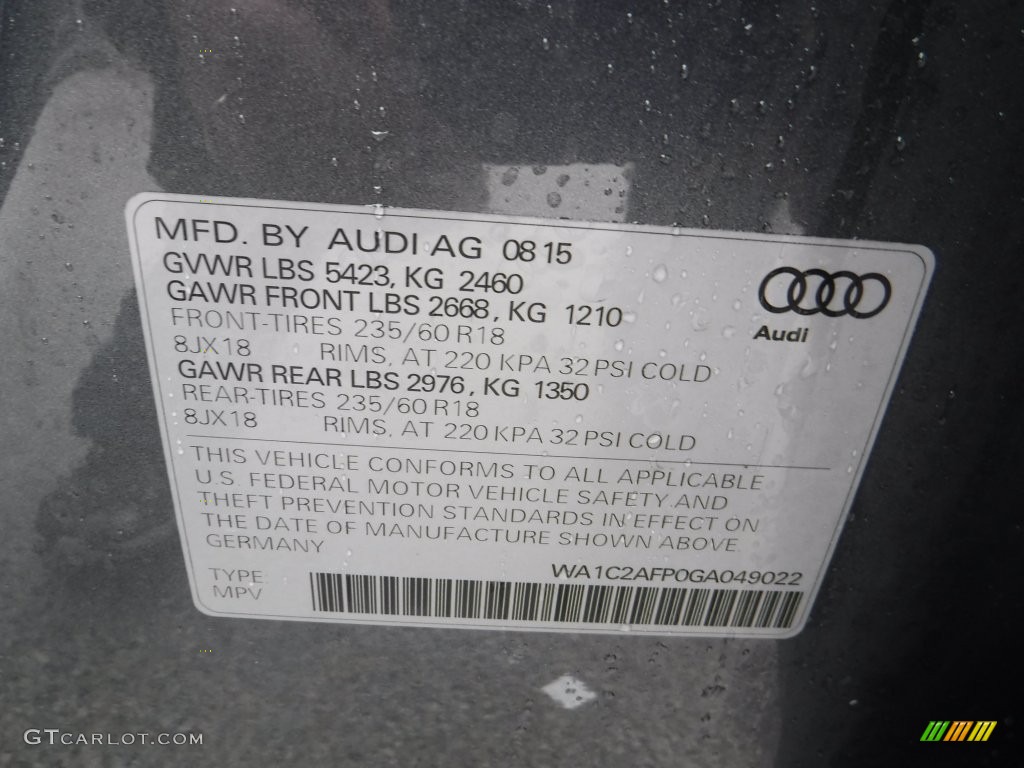 MFD. BY AUDI AG 08 15
GVWR LBS 5423, KG 2460
GAWR FRONT LBS 2668, KG 1210
FRONT-TIRES 235/60 R18
8JX18 RIMS, AT 220 KPA 32 PSI COLD
GAWR REAR LBS 2976, KG 1350
REAR-TIRES 235/60 R18
8JX18 RIMS, AT 220 KPA 32 PSI COLD
Audi
THIS VEHICLE CONFORMS TO ALL APPLICABLE
U.S. FEDERAL MOTOR VEHICLE SAFETY AND
THEFT PREVENTION STANDARDS IN EFFECT ON
THE DATE OF MANUFACTURE SHOWN ABOVE.
GERMANY
WA1C2AFP0GA049022
TYPE:
MPV
GTCARLOT.COM